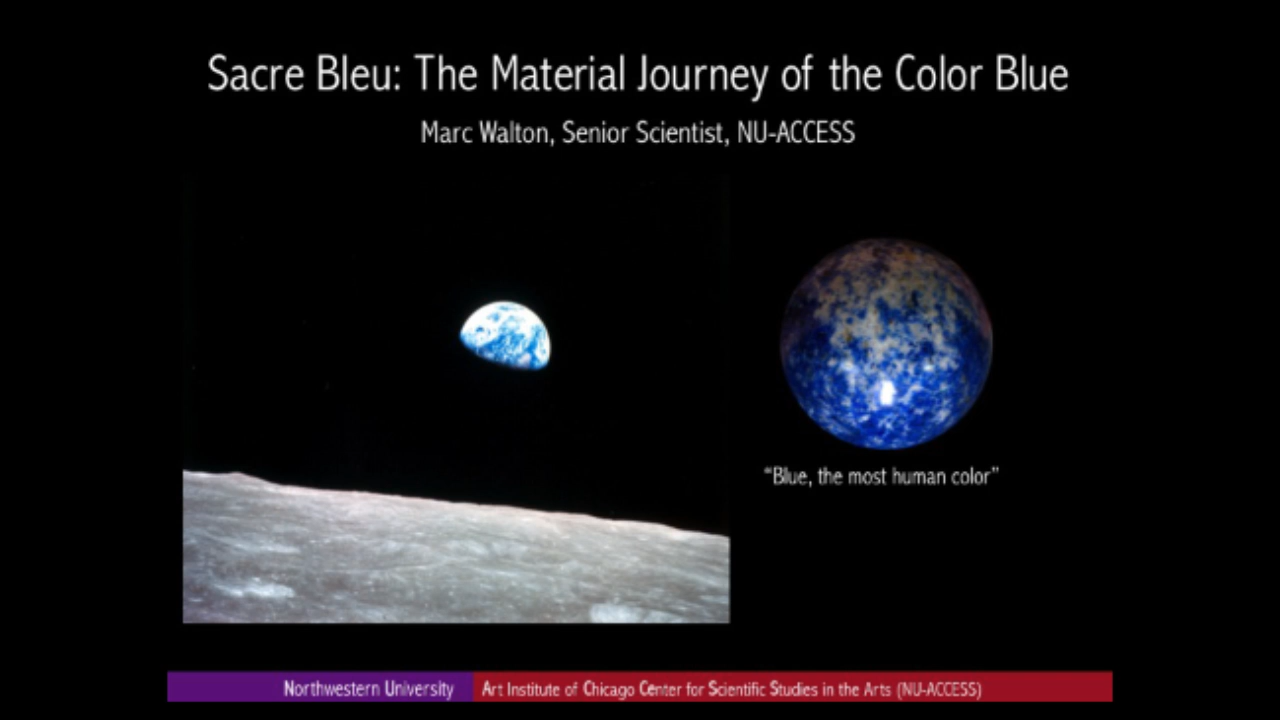 Sacre Bleu: The Material Journey of the Color Blue
Marc Walton, Senior Scientist, NU-ACCESS
“Blue, the most human color”
Northwestern University Art Institute of Chicago Center for Scientific Studies in the Arts (NU-ACCESS)